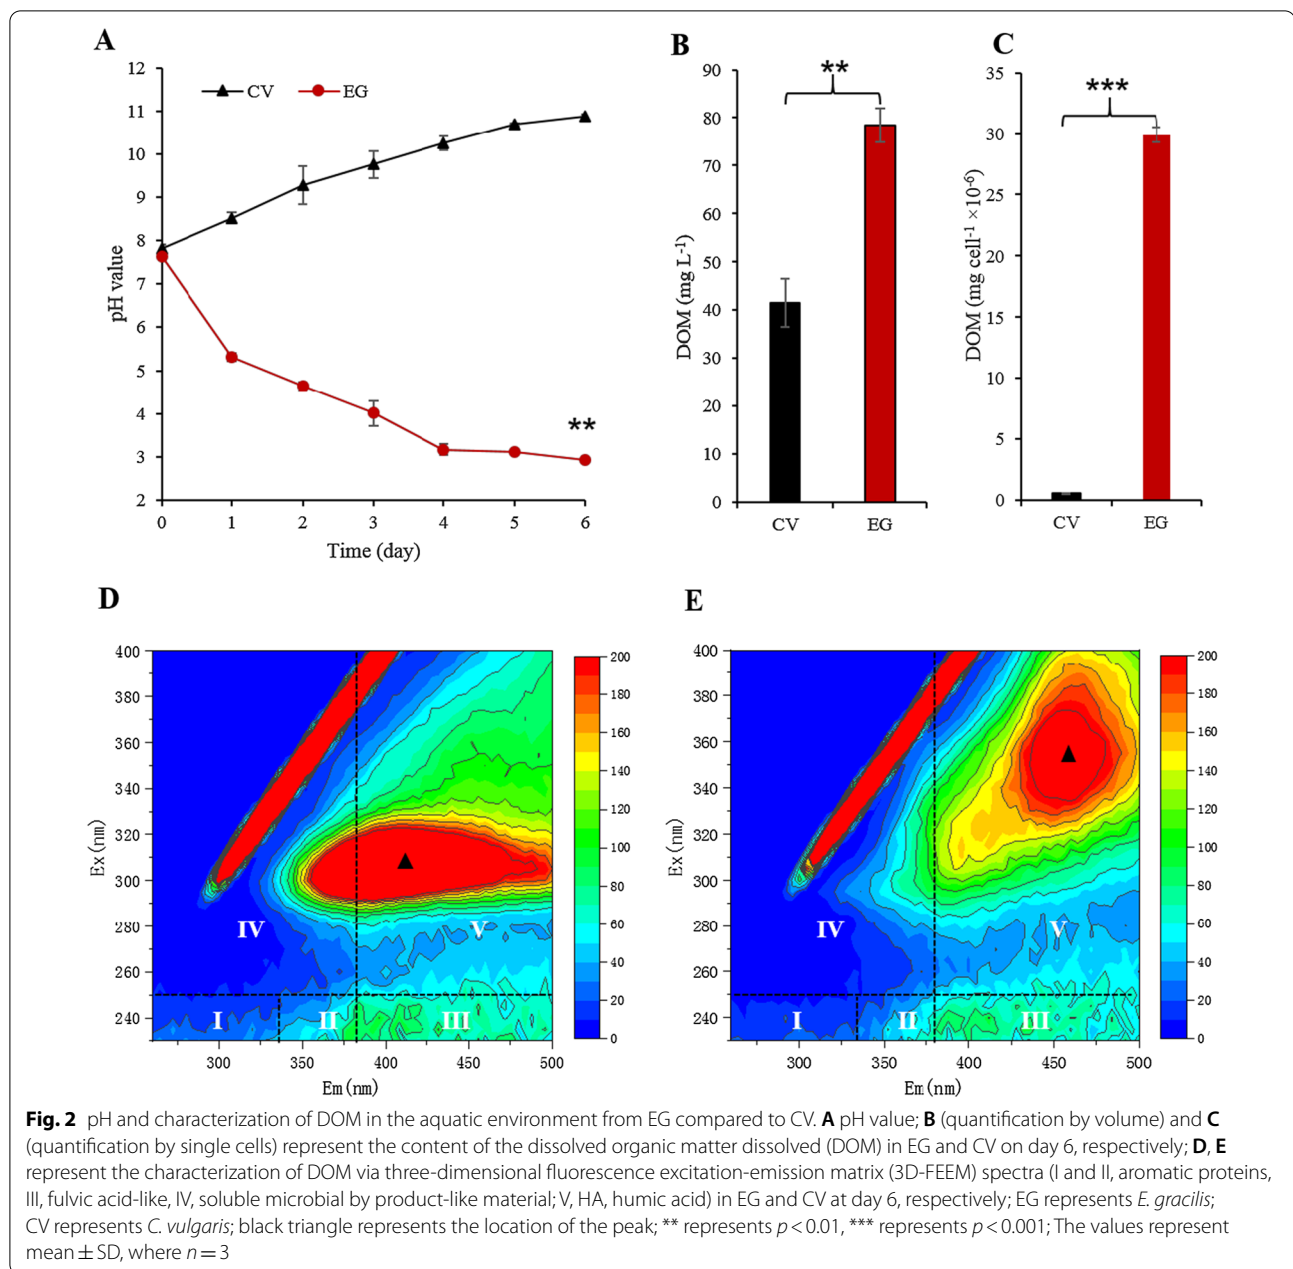 A
12
11
10
9
8
7
6
5
4
3
2
pH value
CV
EG
**
0 1 2 3 4 5 6
Time (day)
B
90
80
70
60
50
40
30
20
10
0
DOM (mg L-1)
**
CV EG
C
35
30
25
20
15
10
5
0
DOM (mg cell-1 ×10-6)
***
CV EG
D
400
380
360
340
320
300
280
260
240
Ex(nm)
IV
V
I II III
300 350 400 450 500
Em(nm)
200
180
160
140
120
100
80
60
40
20
0
E
400
380
360
340
320
300
280
260
240
Ex(nm)
IV
V
I II III
300 350 400 450 500
Em(nm)
200
180
160
140
120
100
80
60
40
20
0
Fig. 2 pH and characterization of DOM in the aquatic environment from EG compared to CV. A pH value; B (quantification by volume) and C
(quantification by single cells) represent the content of the dissolved organic matter dissolved (DOM) in EG and CV on day 6, respectively; D, E
represent the characterization of DOM via three-dimensional fluorescence excitation-emission matrix (3D-FEEM) spectra (I and II, aromatic proteins,
III, fulvic acid-like, IV, soluble microbial by product-like material; V, HA, humic acid) in EG and CV at day 6, respectively; EG represents E. gracilis;
CV represents C. vulgaris; black triangle represents the location of the peak; ** represents p < 0.01, *** represents p < 0.001; The values represent
mean ± SD, where n = 3